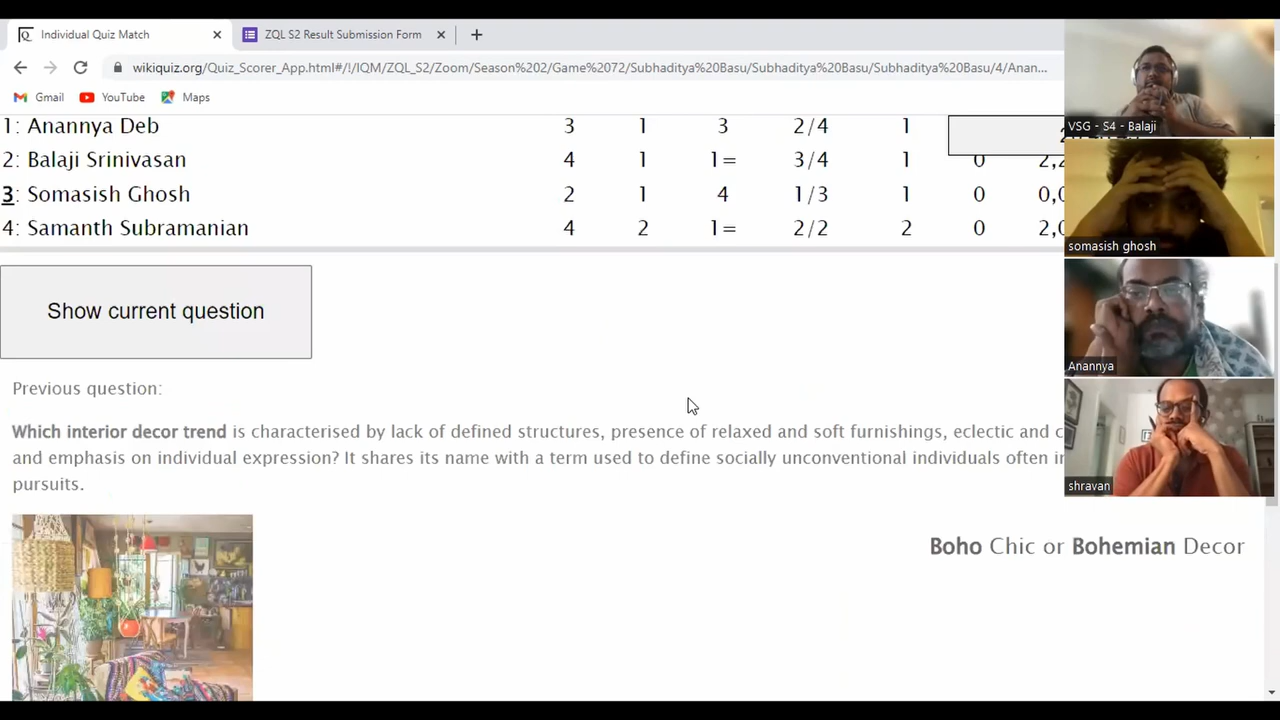 Individual Quiz Match
ZQL S2 Result Submission Form
wikiquiz.org/Quiz_Scorer_App.html#/I/IQM/ZQL_S2/Zoom/Season%202/Game%2072/Subhaditya%20Basu/Subhaditya%20Basu/Subhaditya%20Basu/4/Anan...
Gmail YouTube Maps
1: Anannya Deb 3 1 3 2/4 1
2: Balaji Srinivasan 4 1 1= 3/4 1 0 2,2
3: Somasish Ghosh 2 1 4 1/3 1 0 0,0
4: Samanth Subramanian 4 2 1= 2/2 2 0 2,0
Show current question
Previous question:
Which interior decor trend is characterised by lack of defined structures, presence of relaxed and soft furnishings, eclectic and c
and emphasis on individual expression? It shares its name with a term used to define socially unconventional individuals often in
pursuits.
Boho Chic or Bohemian Decor
VSG - S4 - Balaji
somasish ghosh
Anannya
shravan